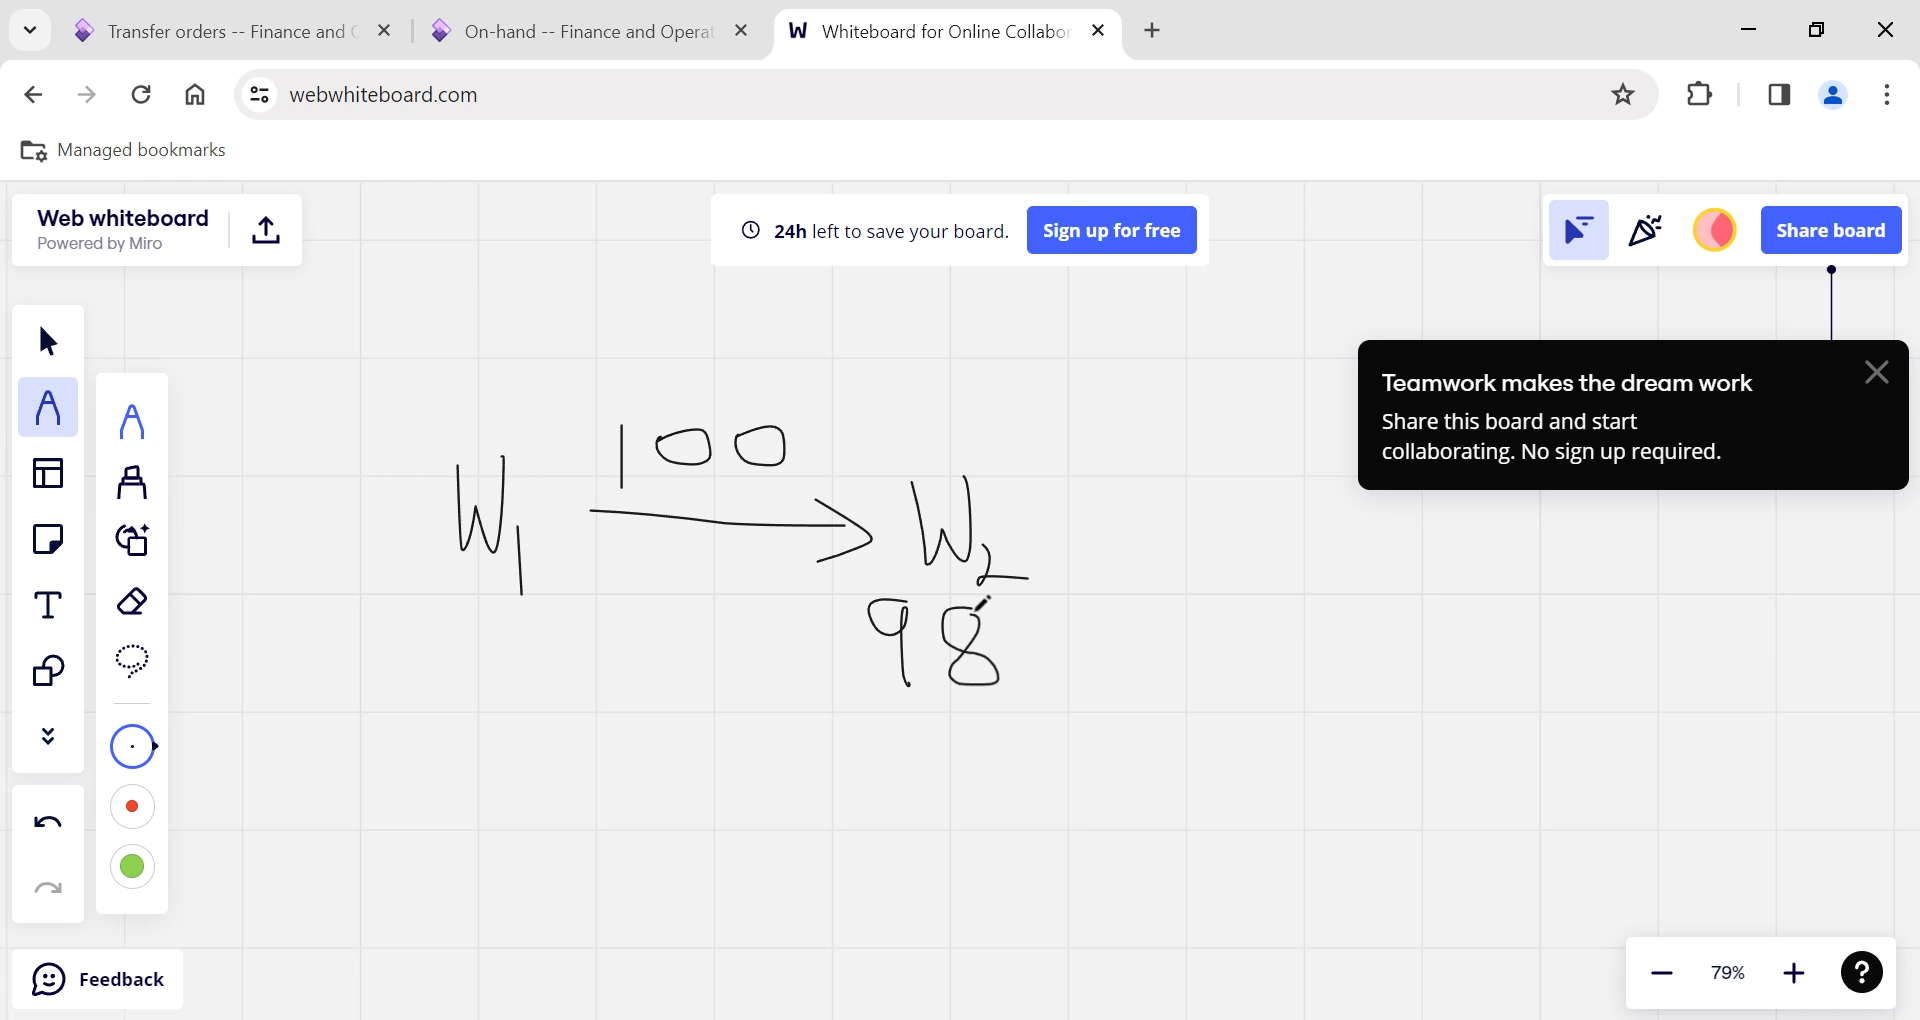 Transfer orders -- Finance and O
On-hand -- Finance and Operat
W Whiteboard for Online Collabor
webwhiteboard.com
Managed bookmarks
Web whiteboard
Powered by Miro
24h left to save your board.
Sign up for free
Share board
Teamwork makes the dream work
Share this board and start
collaborating. No sign up required.
100
W1
W2
98
T
Feedback
79%
?